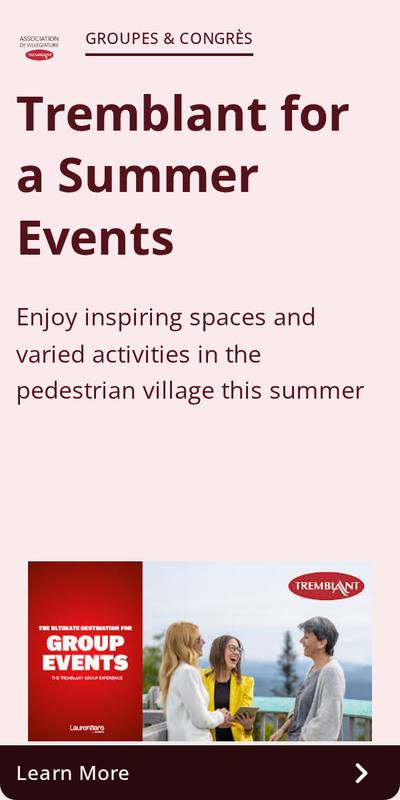 ASSOCIATION
DE VILLÉGIATURE
TREMBLANT
GROUPES & CONGRÈS
Tremblant for
a Summer
Events
Enjoy inspiring spaces and
varied activities in the
pedestrian village this summer
TREMBLANT
THE ULTIMATE DESTINATION FOR
GROUP
EVENTS
THE TREMBLANT GROUP EXPERIENCE
Laurentians
Learn More